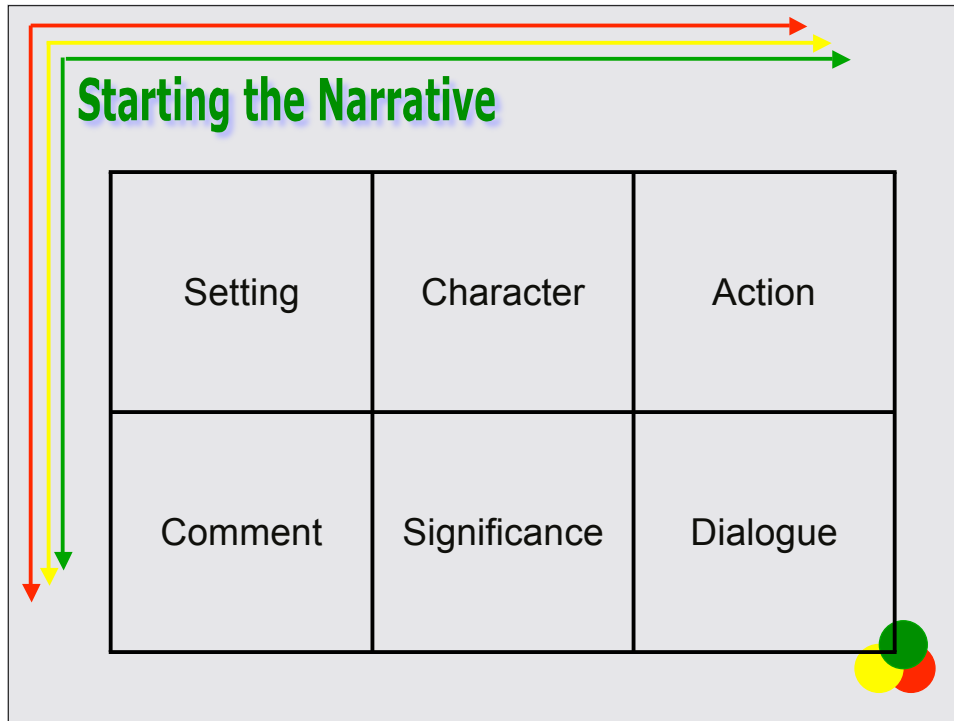 Starting the Narrative
Setting Character Action
Comment Significance Dialogue